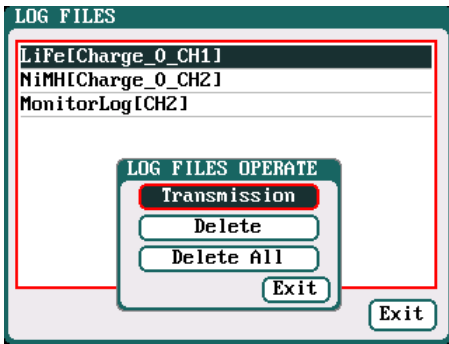 LOG FILES
LiFe[Charge_0_CH1]
NiMH[Charge_0_CH2]
MonitorLog[CH2]
LOG FILES OPERATE
Transmission
Delete
Delete All
Exit
Exit